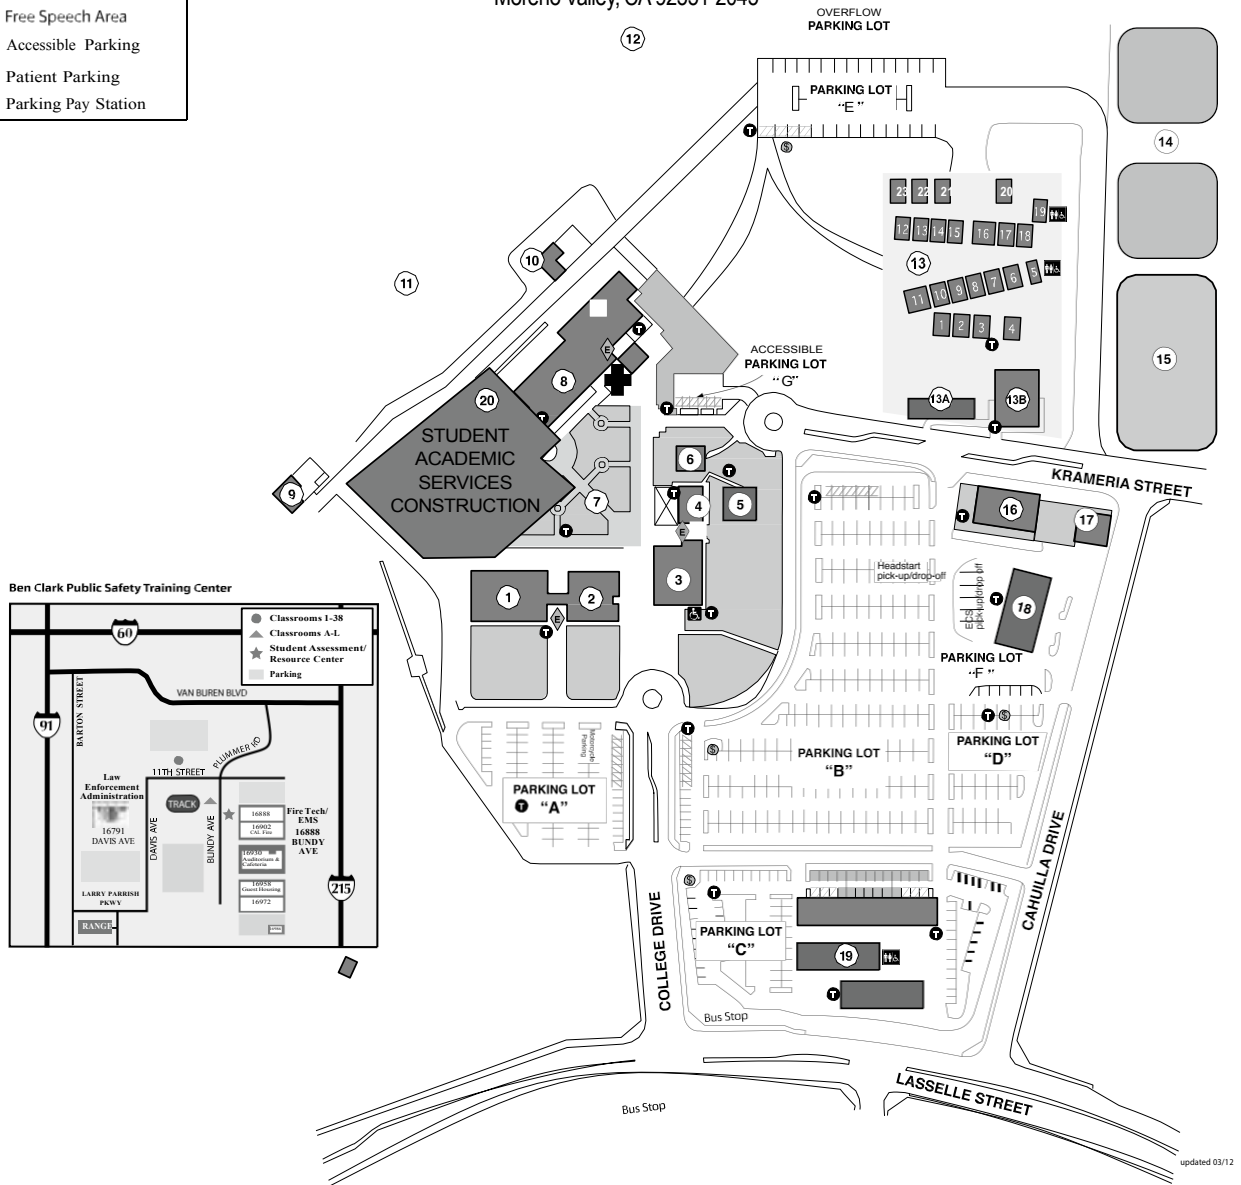 Moreno Valley, CA 92551-2045
Free Speech Area
Accessible Parking
Patient Parking
Parking Pay Station
OVERFLOW
PARKING LOT
12
PARKING LOT
"E"
T
$
14
23 22 21 20
19
12 13 14 15 16 17 18
13
11 10 9 8 7 6 5
1 2 3 4
T
15
10
11
T
E
8
ACCESSIBLE
PARKING LOT
"G"
20
T
T
13A
13B
T
STUDENT
ACADEMIC
SERVICES
CONSTRUCTION
6
T
KRAMERIA STREET
9
7
T
T
4
5
E
T
16
17
T
3
Headstart
pick-up/drop-off
ECS
pick-up/drop off
T
18
1
2
E
T
T
PARKING LOT
"F"
T
$
Motorcycle
Parking
T
$
PARKING LOT
"B"
PARKING LOT
"D"
PARKING LOT
T
"A"
$
T
PARKING LOT
"C"
T
19
T
COLLEGE DRIVE
CAHUILLA DRIVE
Bus Stop
LASSELLE STREET
Bus Stop
updated 03/12
Ben Clark Public Safety Training Center
60
Classrooms 1-38
Classrooms A-L
Student Assessment/
Resource Center
Parking
VAN BUREN BLVD
BARTON STREET
91
PLUMMER RD
11TH STREET
Law
Enforcement
Administration
16791
DAVIS AVE
TRACK
DAVIS AVE
BUNDY AVE
16888
16902
CAL Fire
16930
Auditorium &
Cafeteria
16958
Guest Housing
16972
Fire Tech/
EMS
16888
BUNDY
AVE
LARRY PARRISH
PKWY
RANGE
215